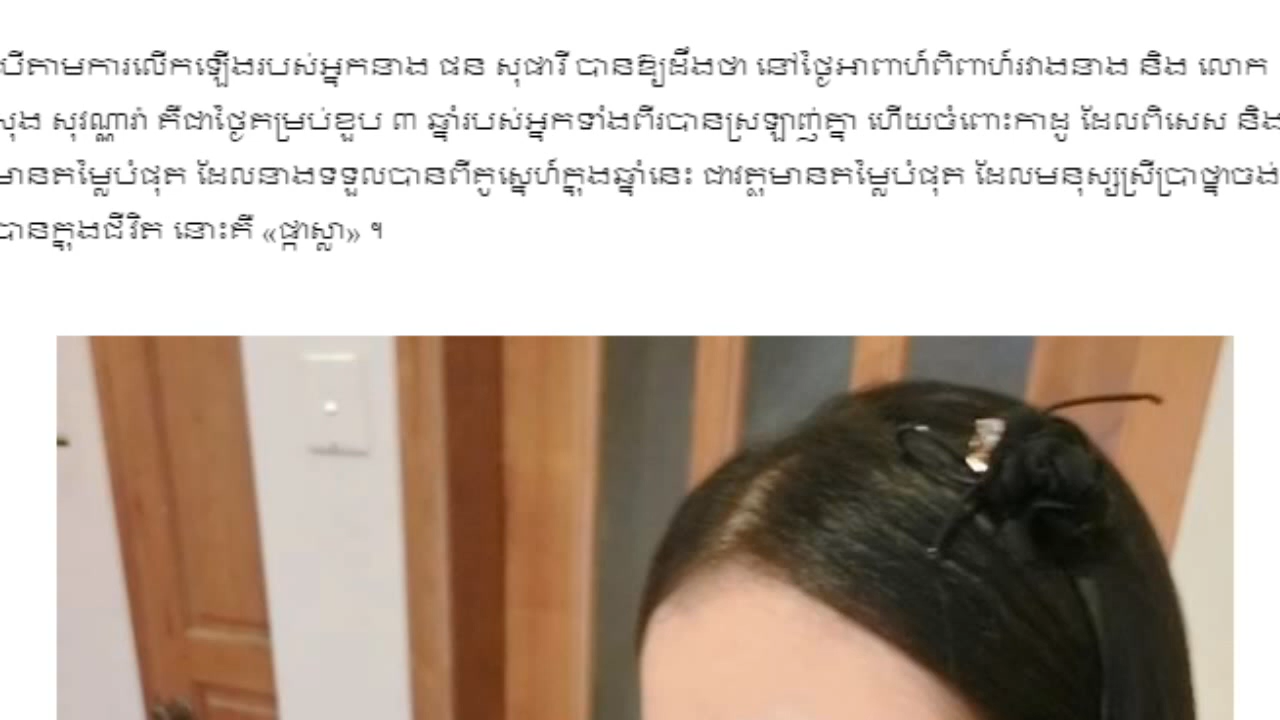 បើតាមការលើកឡើងរបស់អ្នកនាង ផន សុផារី បានឱ្យដឹងថា នៅថ្ងៃអាពាហ៍ពិពាហ៍រវាងនាង និង លោក
សុង សុវណ្ណារ៉ា គឺជាថ្ងៃគម្រប់ខួប ៣ ឆ្នាំរបស់អ្នកទាំងពីរបានស្រឡាញ់គ្នា ហើយចំពោះកាដូ ដែលពិសេស និង
មានតម្លៃបំផុត ដែលនាងទទួលបានពីគូស្នេហ៍ក្នុងឆ្នាំនេះ ជាវត្ថុមានតម្លៃបំផុត ដែលមនុស្សស្រីប្រាថ្នាចង់
បានក្នុងជីវិត នោះគឺ «ផ្កាស្លា» ។